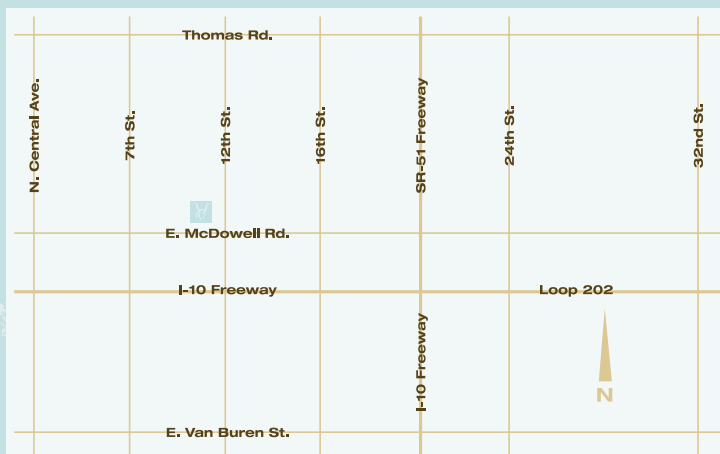 Thomas Rd.
N. Central Ave.
7th St.
12th St.
16th St.
SR-51 Freeway
24th St.
32nd St.
E. McDowell Rd.
I-10 Freeway
Loop 202
I-10 Freeway
N
E. Van Buren St.